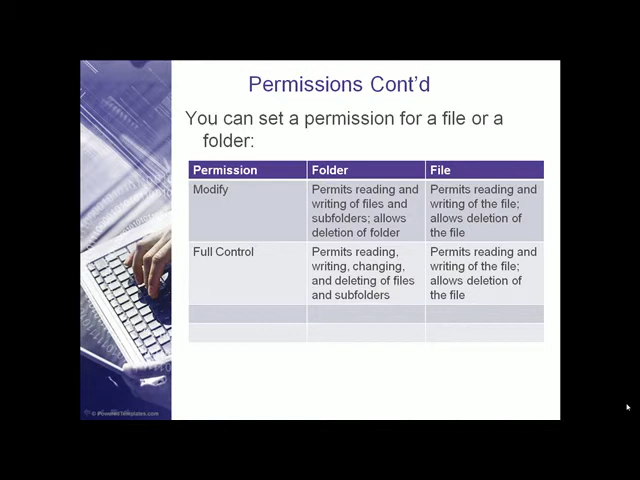 Permissions Cont'd
You can set a permission for a file or a
folder:
Permission Folder File
Modify Permits reading and Permits reading and
writing of files and writing of the file;
subfolders; allows allows deletion of
deletion of folder the file
Full Control Permits reading, Permits reading and
writing, changing, writing of the file;
and deleting of files allows deletion of
and subfolders the file
© PoweredTemplates.com